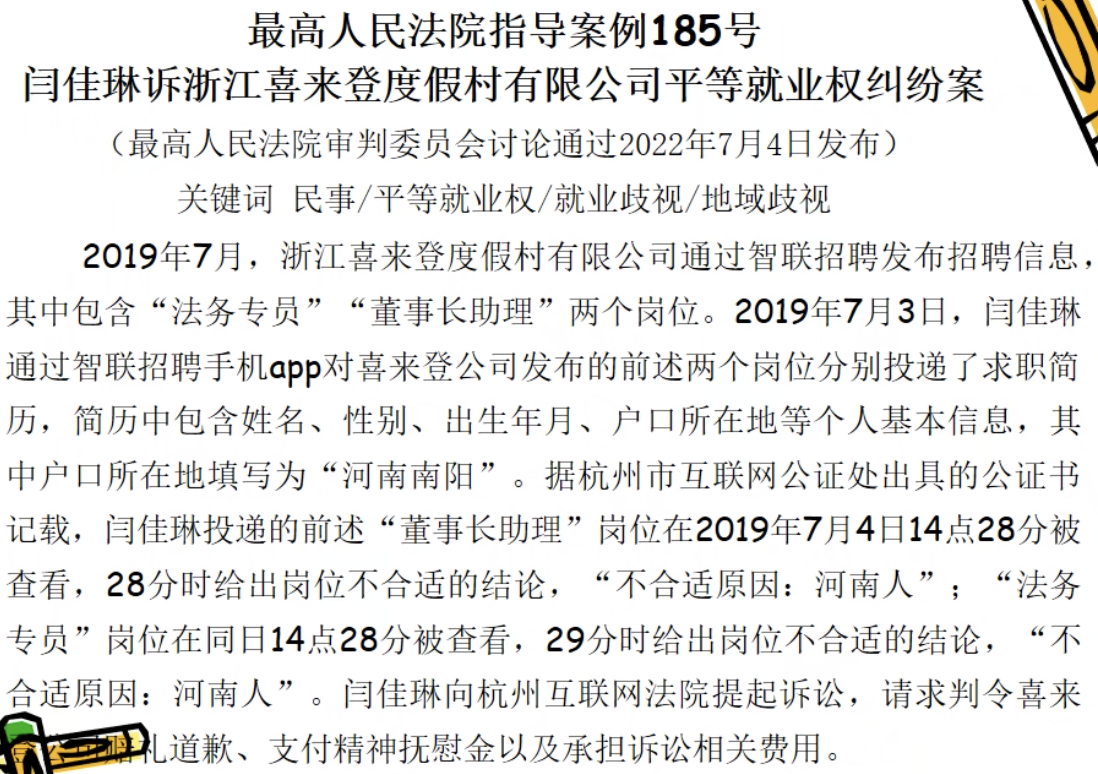 最高人民法院指导案例185号
闫佳琳诉浙江喜来登度假村有限公司平等就业权纠纷案
（最高人民法院审判委员会讨论通过2022年7月4日发布）
关键词 民事/平等就业权/就业歧视/地域歧视
2019年7月，浙江喜来登度假村有限公司通过智联招聘发布招聘信息，
其中包含“法务专员”“董事长助理”两个岗位。2019年7月3日，闫佳琳
通过智联招聘手机app对喜来登公司发布的前述两个岗位分别投递了求职简
历，简历中包含姓名、性别、出生年月、户口所在地等个人基本信息，其
中户口所在地填写为“河南南阳”。据杭州市互联网公证处出具的公证书
记载，闫佳琳投递的前述“董事长助理”岗位在2019年7月4日14点28分被
查看，28分时给出岗位不合适的结论，“不合适原因：河南人”；“法务
专员”岗位在同日14点28分被查看，29分时给出岗位不合适的结论，“不
合适原因：河南人”。闫佳琳向杭州互联网法院提起诉讼，请求判令喜来
登公司赔礼道歉、支付精神抚慰金以及承担诉讼相关费用。